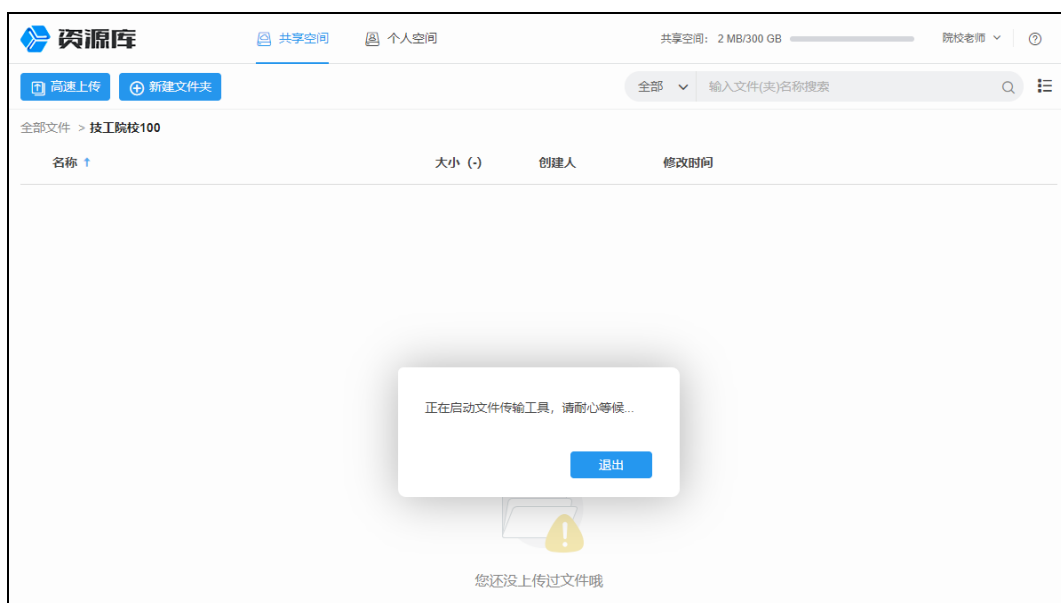 资源库 共享空间 个人空间 共享空间: 2 MB/300 GB 院校老师
高速上传 新建文件夹 全部 输入文件(夹)名称搜索
全部文件 > 技工院校100
名称 ↑ 大小 (-) 创建人 修改时间
正在启动文件传输工具，请耐心等候...
退出
您还没上传过文件哦